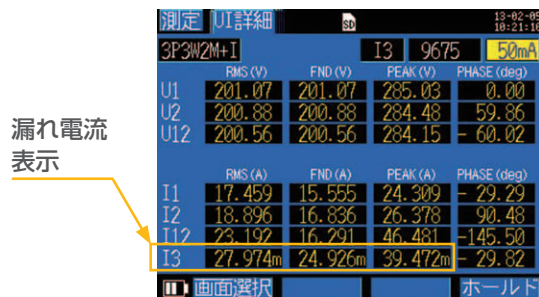 測定 UI詳細 SD 13-02-05
10:21:16
3P3W2M+I I3 9675 50mA
RMS(V) FND(V) PEAK(V) PHASE(deg)
U1 201.07 201.07 285.03 0.00
U2 200.88 200.88 284.48 59.86
U12 200.56 200.56 284.15 - 60.02
漏れ電流
表示
RMS(A) FND(A) PEAK(A) PHASE(deg)
I1 17.459 15.555 24.309 - 29.29
I2 18.896 16.836 26.378 90.48
I12 23.192 16.291 46.481 -145.50
I3 27.974m 24.926m 39.472m - 29.82
画面選択 ホールド